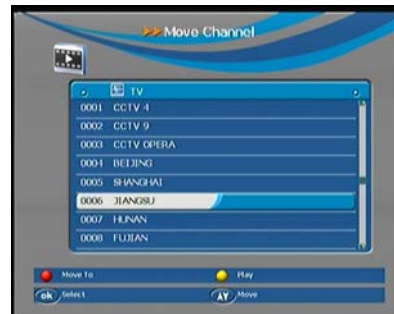 Move Channel
TV
0001 CCTV 4
0002 CCTV 9
0003 CCTV OPERA
0004 BEIJING
0005 SHANGHAI
0006 JIANGSU
0007 HUNAN
0008 FUJIAN
Move To
Play
ok Select
Move